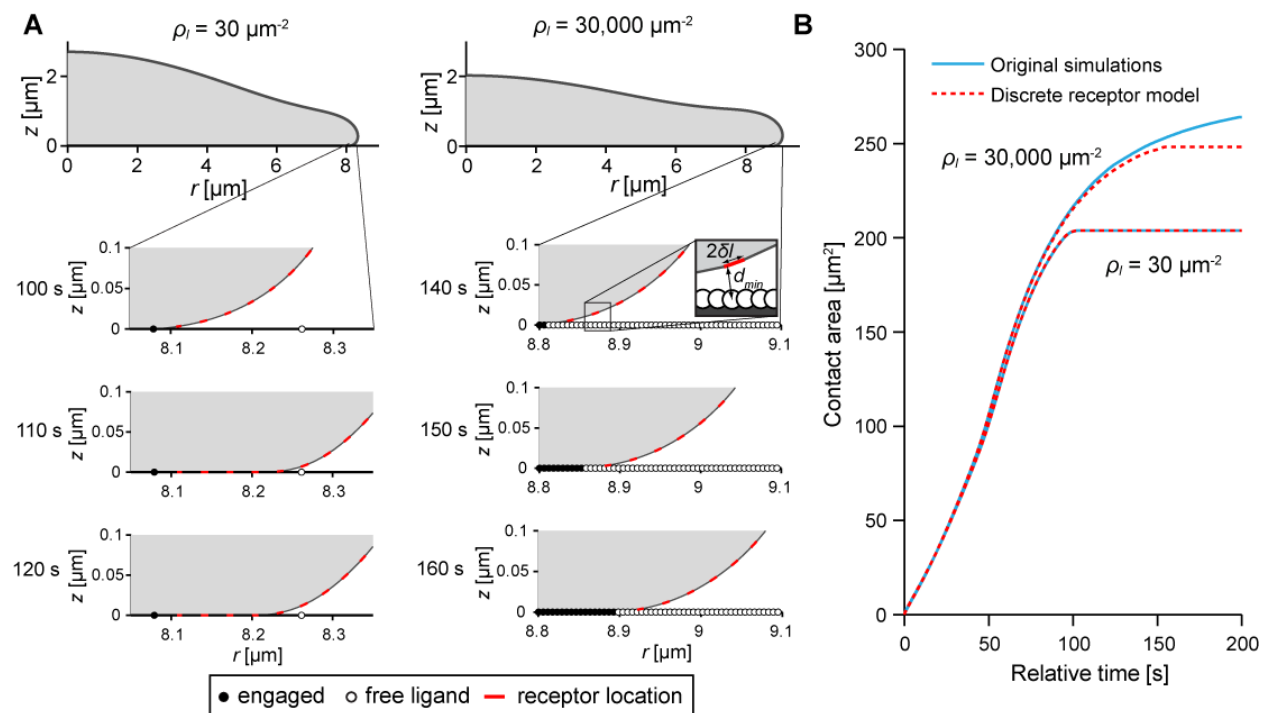 A
ρl = 30 µm-2
z [µm]
2
0
0 2 4 6 8
r [µm]
ρl = 30,000 µm-2
z [µm]
2
0
0 2 4 6 8
r [µm]
100 s
z [µm]
0.1
0.05
0
8.1 8.2 8.3
110 s
z [µm]
0.1
0.05
0
8.1 8.2 8.3
120 s
z [µm]
0.1
0.05
0
8.1 8.2 8.3
r [µm]
140 s
z [µm]
0.1
0.05
0
2δl
dmin
8.8 8.9 9 9.1
150 s
z [µm]
0.1
0.05
0
8.8 8.9 9 9.1
160 s
z [µm]
0.1
0.05
0
8.8 8.9 9 9.1
r [µm]
engaged free ligand receptor location
B
Contact area [µm2]
300
250
200
150
100
50
0
Original simulations
Discrete receptor model
ρl = 30,000 µm-2
ρl = 30 µm-2
0 50 100 150 200
Relative time [s]